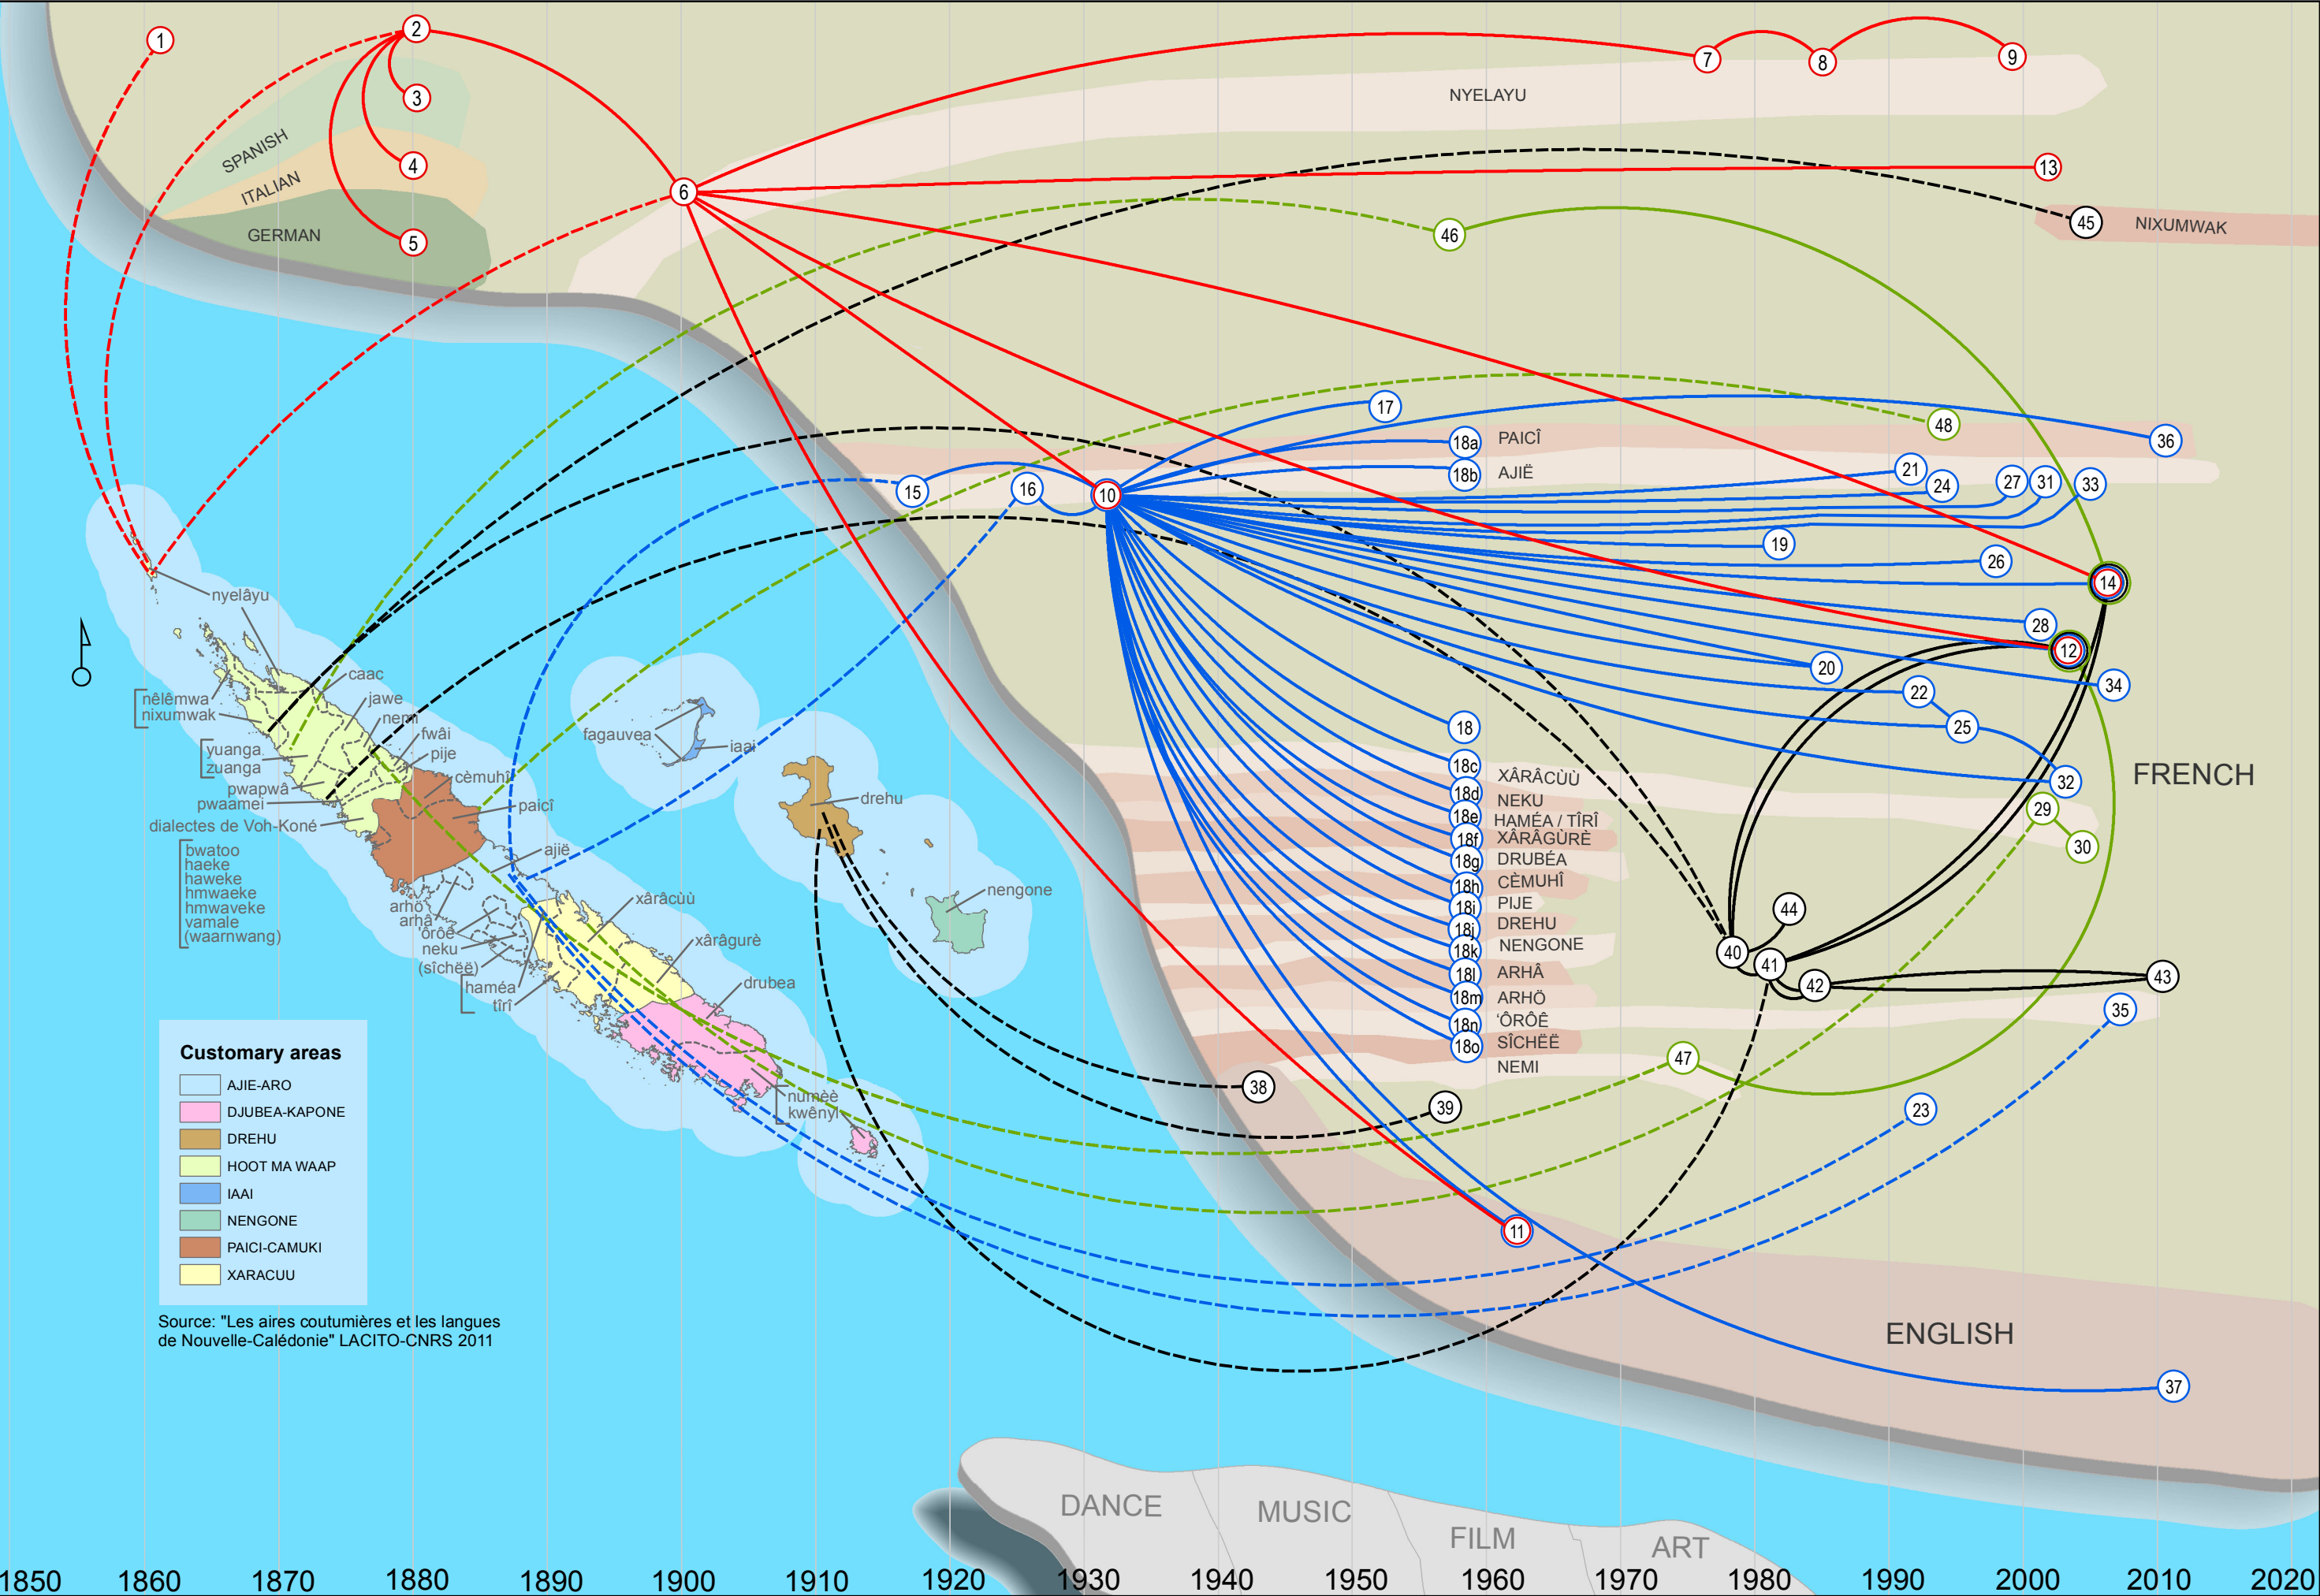 1
2
3
4
5
6
7
8
9
NYELAYU
SPANISH
ITALIAN
GERMAN
13
45
NIXUMWAK
46
17
48
18a
PAICÎ
36
18b
AJIË
15
16
10
21
24
27
31
33
19
26
14
28
12
20
34
22
25
32
18
29
30
FRENCH
18c
XÂRÂCÙÙ
18d
NEKU
18e
HAMÉA / TÎRÎ
18f
XÂRÂGÙRÈ
18g
DRUBÉA
18h
CÈMUHÎ
18i
PIJE
18j
DREHU
18k
NENGONE
18l
ARHÂ
18m
ARHÖ
18n
'ÔRÔÊ
18o
SÎCHËË
NEMI
44
40
41
42
43
35
47
38
39
23
11
ENGLISH
37
nyelâyu
caac
jawe
nêlêmwa
nixumwak
nemi
fwâi
pije
yuanga
zuanga
cèmuhî
pwapwâ
pwaamei
paicî
dialectes de Voh-Koné
bwatoo
haeke
haweke
hmwaeke
hmwaveke
vamale
(waarnwang)
ajië
arhö
arhâ
'ôrôê
neku
(sîchëë)
haméa
tîrî
xârâcùù
xârâgurè
drubea
numèè
kwênyï
fagauvea
iaai
drehu
nengone
Customary areas
AJIE-ARO
DJUBEA-KAPONE
DREHU
HOOT MA WAAP
IAAI
NENGONE
PAICI-CAMUKI
XARACUU
Source: "Les aires coutumières et les langues
de Nouvelle-Calédonie" LACITO-CNRS 2011
DANCE
MUSIC
FILM
ART
1850 1860 1870 1880 1890 1900 1910 1920 1930 1940 1950 1960 1970 1980 1990 2000 2010 2020